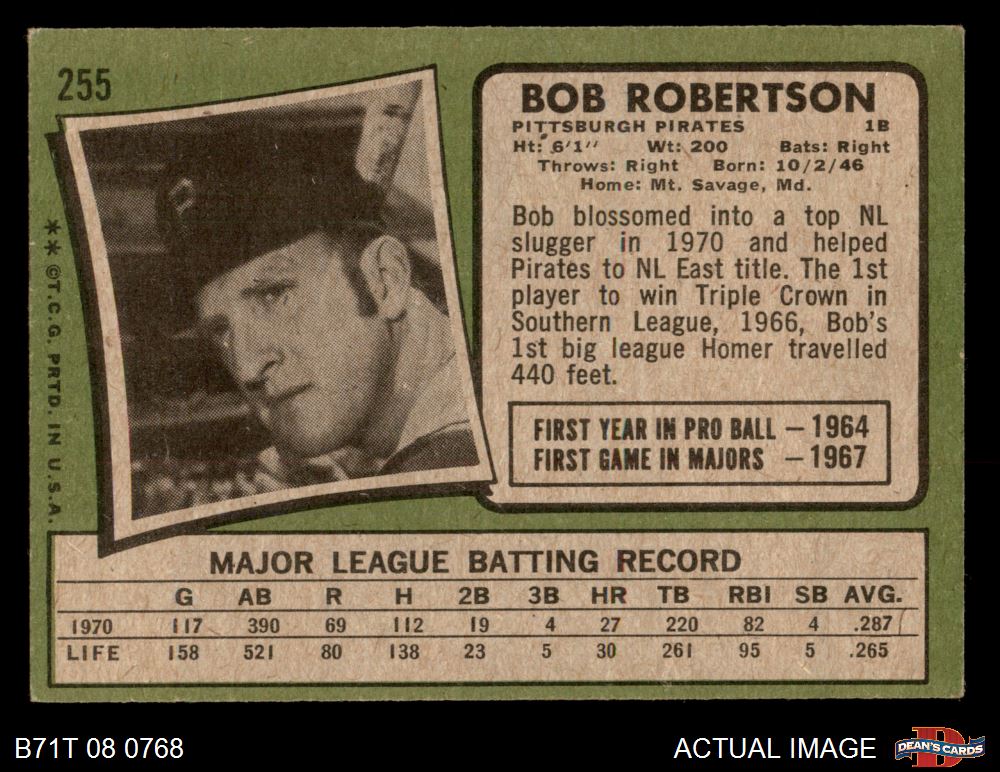 255
BOB ROBERTSON
PITTSBURGH PIRATES 1B
Ht: 6'1" Wt: 200 Bats: Right
Throws: Right Born: 10/2/46
Home: Mt. Savage, Md.
Bob blossomed into a top NL
slugger in 1970 and helped
Pirates to NL East title. The 1st
player to win Triple Crown in
Southern League, 1966, Bob's
1st big league Homer travelled
440 feet.
FIRST YEAR IN PRO BALL – 1964
FIRST GAME IN MAJORS – 1967
** ©T.C.G. PRTD. IN U.S.A.
MAJOR LEAGUE BATTING RECORD
G AB R H 2B 3B HR TB RBI SB AVG.
1970 117 390 69 112 19 4 27 220 82 4 .287
LIFE 158 521 80 138 23 5 30 261 95 5 .265
B71T 08 0768
ACTUAL IMAGE
D
DEAN'S CARDS